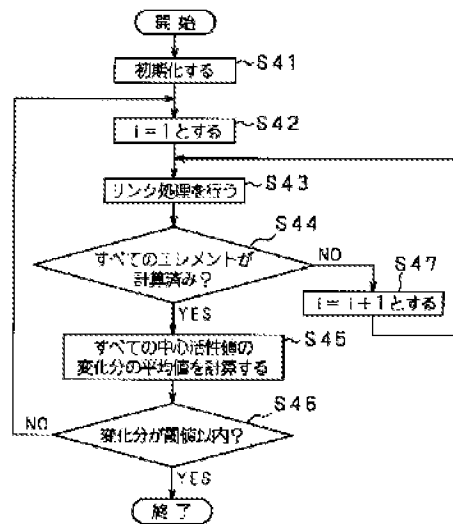 開始
初期化する
S41
i=1とする
S42
リンク処理を行う
S43
すべてのエレメントが
計算済み?
S44
NO
i=i+1とする
S47
YES
すべての中心活性値の
変化分の平均値を計算する
S45
変化分が閾値以内?
S46
NO
YES
終了